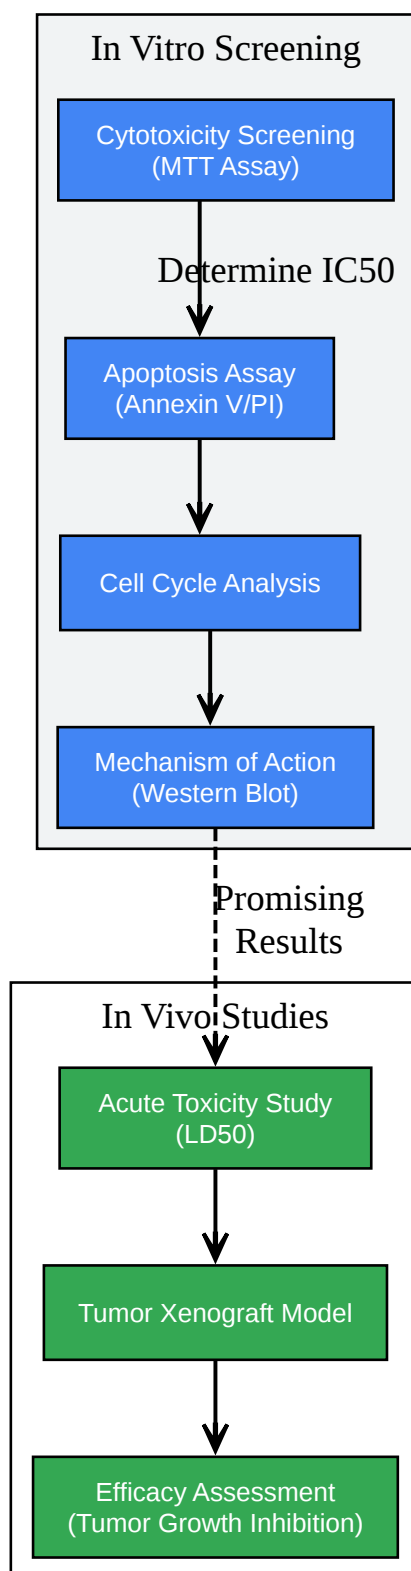 In Vitro Screening
Cytotoxicity Screening
(MTT Assay)
Determine IC50
Apoptosis Assay
(Annexin V/PI)
Cell Cycle Analysis
Mechanism of Action
(Western Blot)
Promising
Results
In Vivo Studies
Acute Toxicity Study
(LD50)
Tumor Xenograft Model
Efficacy Assessment
(Tumor Growth Inhibition)